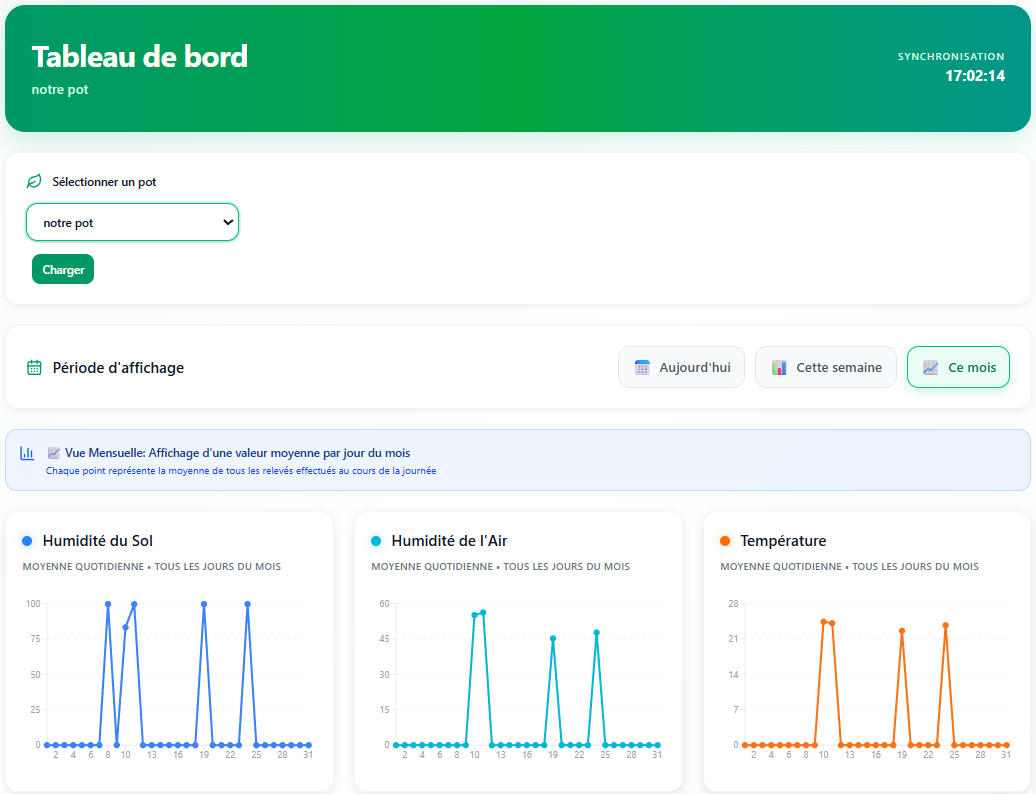 Tableau de bord
notre pot
SYNCHRONISATION
17:02:14
Sélectionner un pot
notre pot
Charger
Période d'affichage
Aujourd'hui
Cette semaine
Ce mois
Vue Mensuelle: Affichage d'une valeur moyenne par jour du mois
Chaque point représente la moyenne de tous les relevés effectués au cours de la journée
Humidité du Sol
MOYENNE QUOTIDIENNE • TOUS LES JOURS DU MOIS
100
75
50
25
0
2 4 6 8 10 13 16 19 22 25 28 31
Humidité de l'Air
MOYENNE QUOTIDIENNE • TOUS LES JOURS DU MOIS
60
45
30
15
0
2 4 6 8 10 13 16 19 22 25 28 31
Température
MOYENNE QUOTIDIENNE • TOUS LES JOURS DU MOIS
28
21
14
7
0
2 4 6 8 10 13 16 19 22 25 28 31